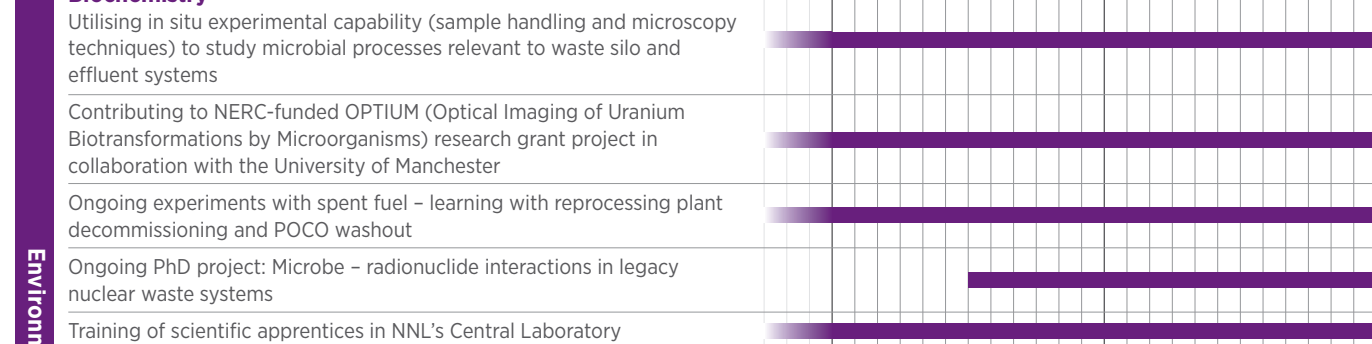 Biochemistry
Utilising in situ experimental capability (sample handling and microscopy
techniques) to study microbial processes relevant to waste silo and
effluent systems
Contributing to NERC-funded OPTIUM (Optical Imaging of Uranium
Biotransformations by Microorganisms) research grant project in
collaboration with the University of Manchester
Ongoing experiments with spent fuel – learning with reprocessing plant
decommissioning and POCO washout
Ongoing PhD project: Microbe – radionuclide interactions in legacy
nuclear waste systems
Training of scientific apprentices in NNL's Central Laboratory